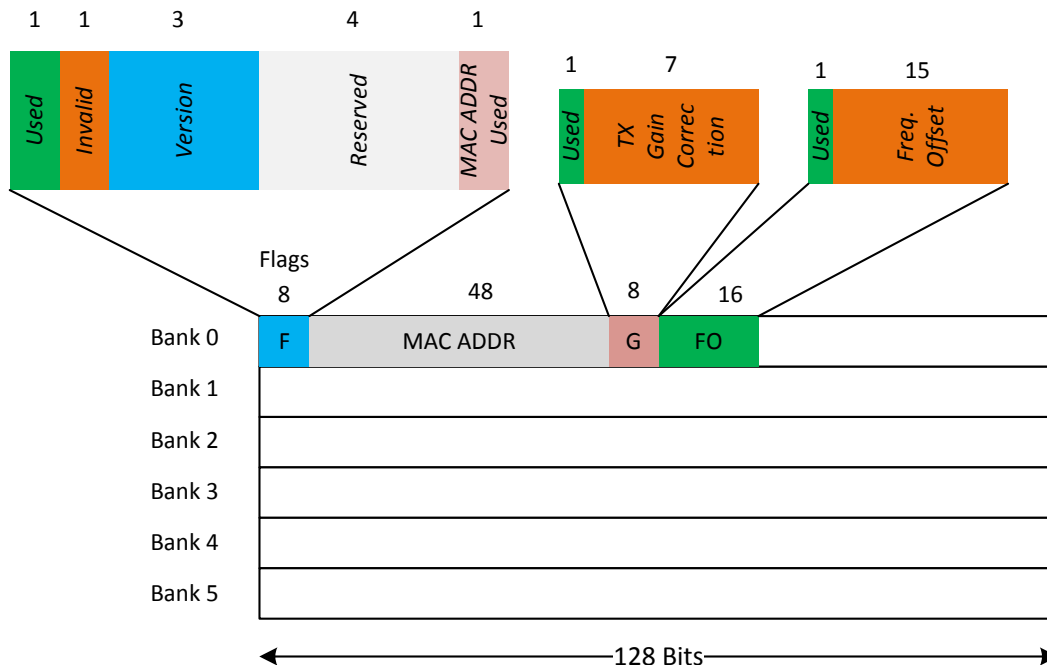 1 1 3 4 1
1 7
1 15
Used
Invalid
Version
Reserved
MAC ADDR
Used
Used
TX
Gain
Correc
tion
Used
Freq.
Offset
Flags
8 48 8 16
Bank 0 F MAC ADDR G FO
Bank 1
Bank 2
Bank 3
Bank 4
Bank 5
128 Bits